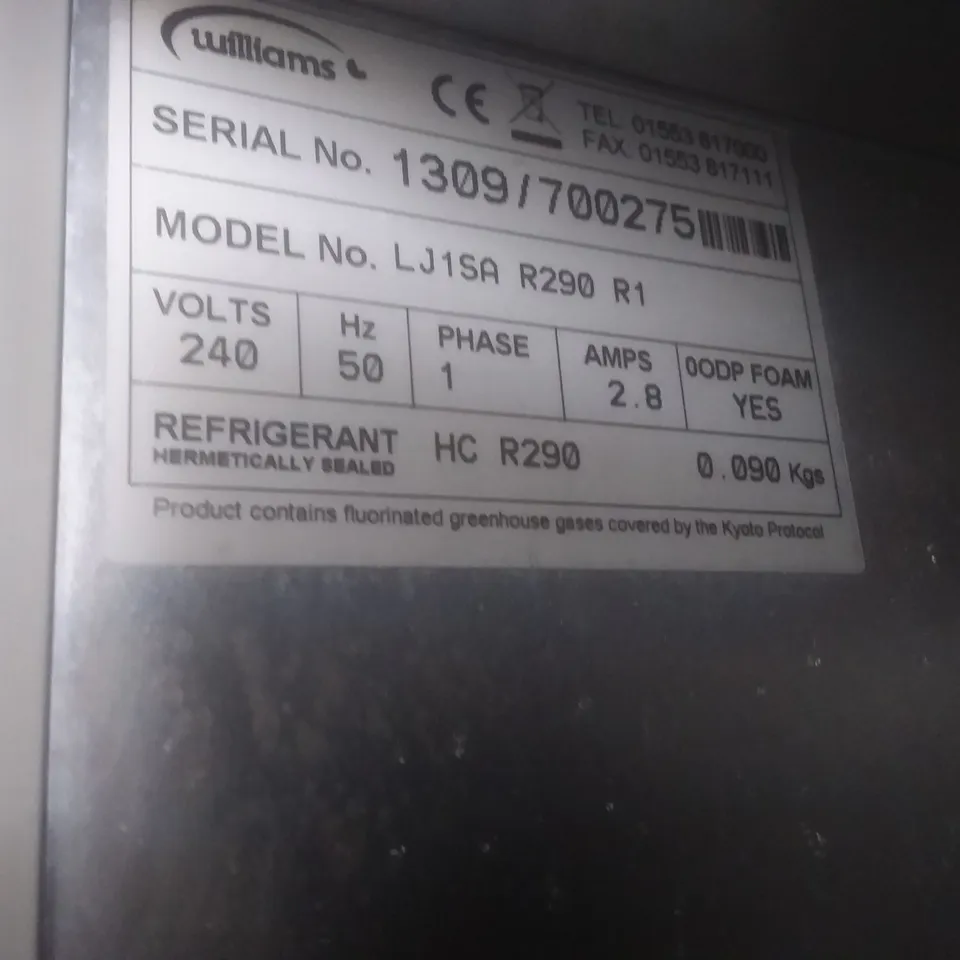 williams
CE
TEL. 01553 817000
FAX. 01553 817111
SERIAL No. 1309/700275
MODEL No. LJ1SA R290 R1
VOLTS Hz PHASE AMPS 0ODP FOAM
240 50 1 2.8 YES
REFRIGERANT HC R290 0.090 Kgs
HERMETICALLY SEALED
Product contains fluorinated greenhouse gases covered by the Kyoto Protocol